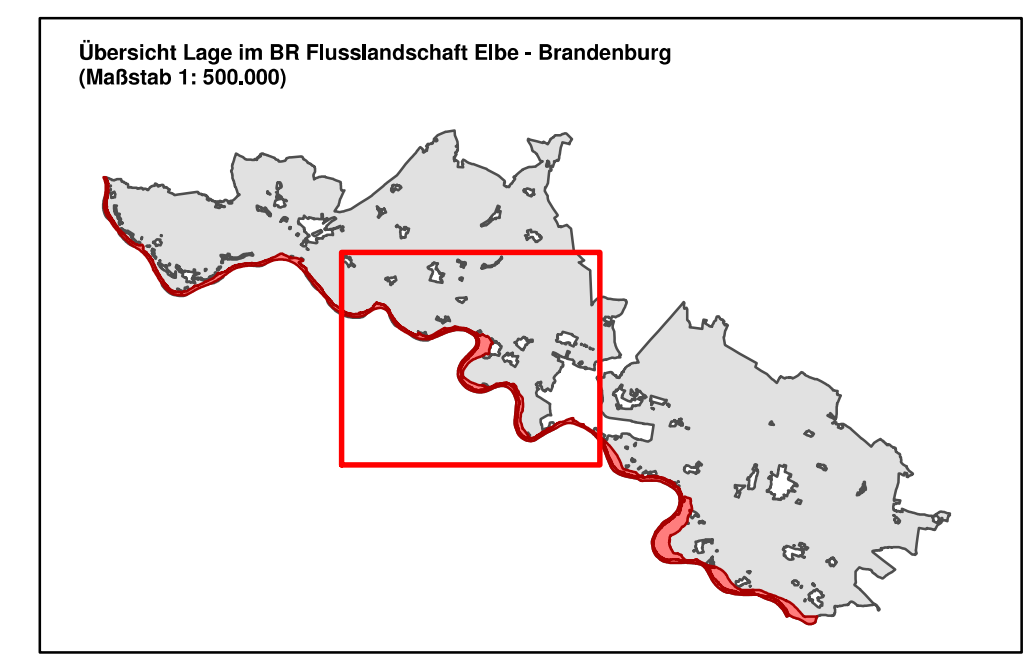 Übersicht Lage im BR Flusslandschaft Elbe - Brandenburg
(Maßstab 1: 500.000)